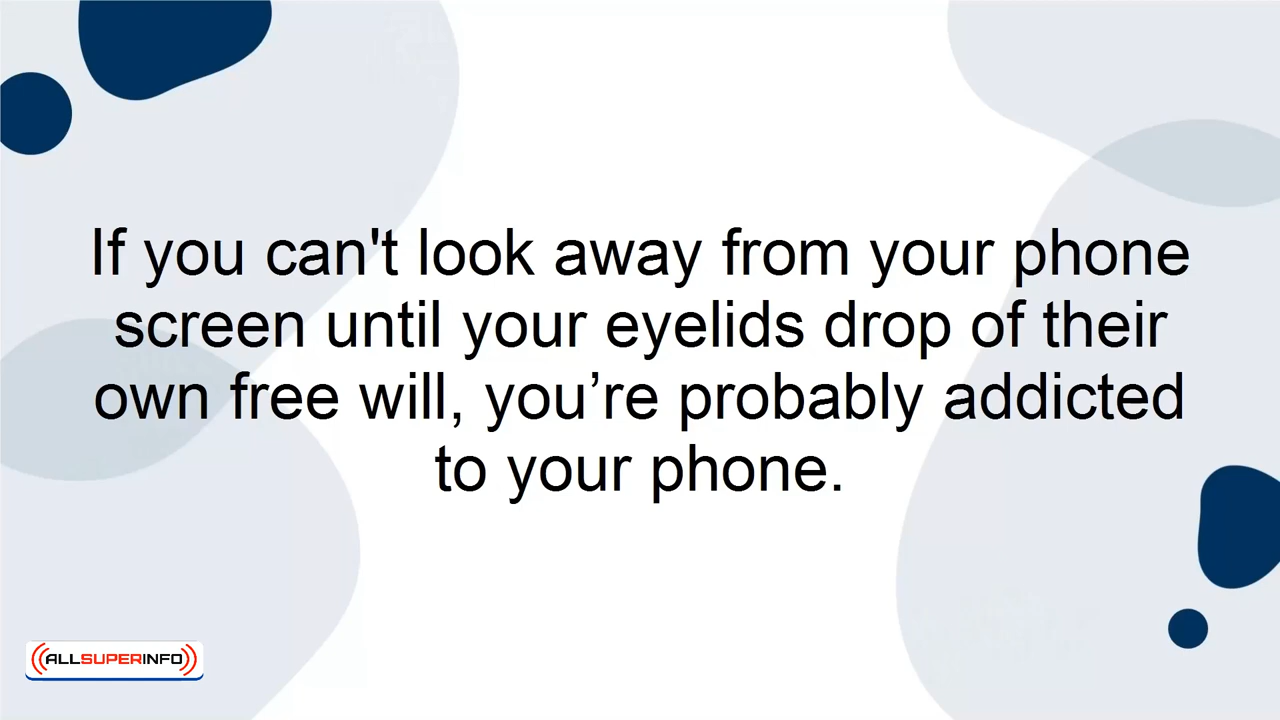 If you can't look away from your phone
screen until your eyelids drop of their
own free will, you’re probably addicted
to your phone.
ALLSUPERINFO